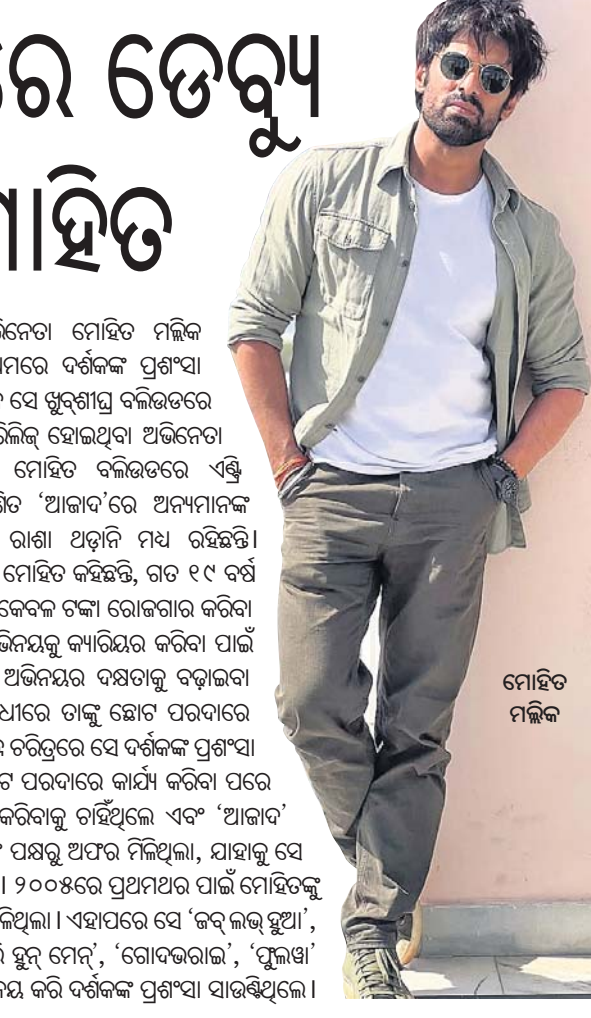 ରେ ଡେବ୍ୟୁ
ମୋହିତ
ମୋହିତ ମଲ୍ଲିକ
ଦର୍ଶକଙ୍କ ପ୍ରଶଂସା
ସେ ଖୁବ୍‌ଶୀଘ୍ର ବଲିଉଡରେ
ହୋଇଥିବା ଅଭିନେତା
ମୋହିତ ବଲିଉଡରେ ଏଣ୍ଟ୍ରି
‘ଆଜାଦ’ରେ ଅନ୍ୟମାନଙ୍କ
ରାଶା ଥଡ଼ାନି ମଧ୍ୟ ରହିଛନ୍ତି।
ମୋହିତ କହିଛନ୍ତି, ଗତ ୧୯ ବର୍ଷ
କେବଳ ଟଙ୍କା ରୋଜଗାର କରିବା
କ୍ୟାରିୟର କରିବା ପାଇଁ
ଅଭିନୟର ଦକ୍ଷତାକୁ ବଢ଼ାଇବା
ତାଙ୍କୁ ଛୋଟ ପରଦାରେ
ଚରିତ୍ରରେ ସେ ଦର୍ଶକଙ୍କ ପ୍ରଶଂସା
ପରଦାରେ କାର୍ଯ୍ୟ କରିବା ପରେ
କରିବାକୁ ଚାହିଁଥିଲେ ଏବଂ ‘ଆଜାଦ’
ପକ୍ଷରୁ ଅଫର ମିଳିଥିଲା, ଯାହାକୁ ସେ
। ୨୦୦୫ରେ ପ୍ରଥମଥର ପାଇଁ ମୋହିତଙ୍କୁ
ଏହାପରେ ସେ ‘ଜବ୍ ଲଭ୍ ହୁଆ’,
ହୁନ୍ ମେନ୍’, ‘ଗୋଦଭରାଇ’, ‘ଫୁଲୱା’
କରି ଦର୍ଶକଙ୍କ ପ୍ରଶଂସା ସାଉଣ୍ଟିଥିଲେ।
ମୋହିତ
ମଲ୍ଲିକ